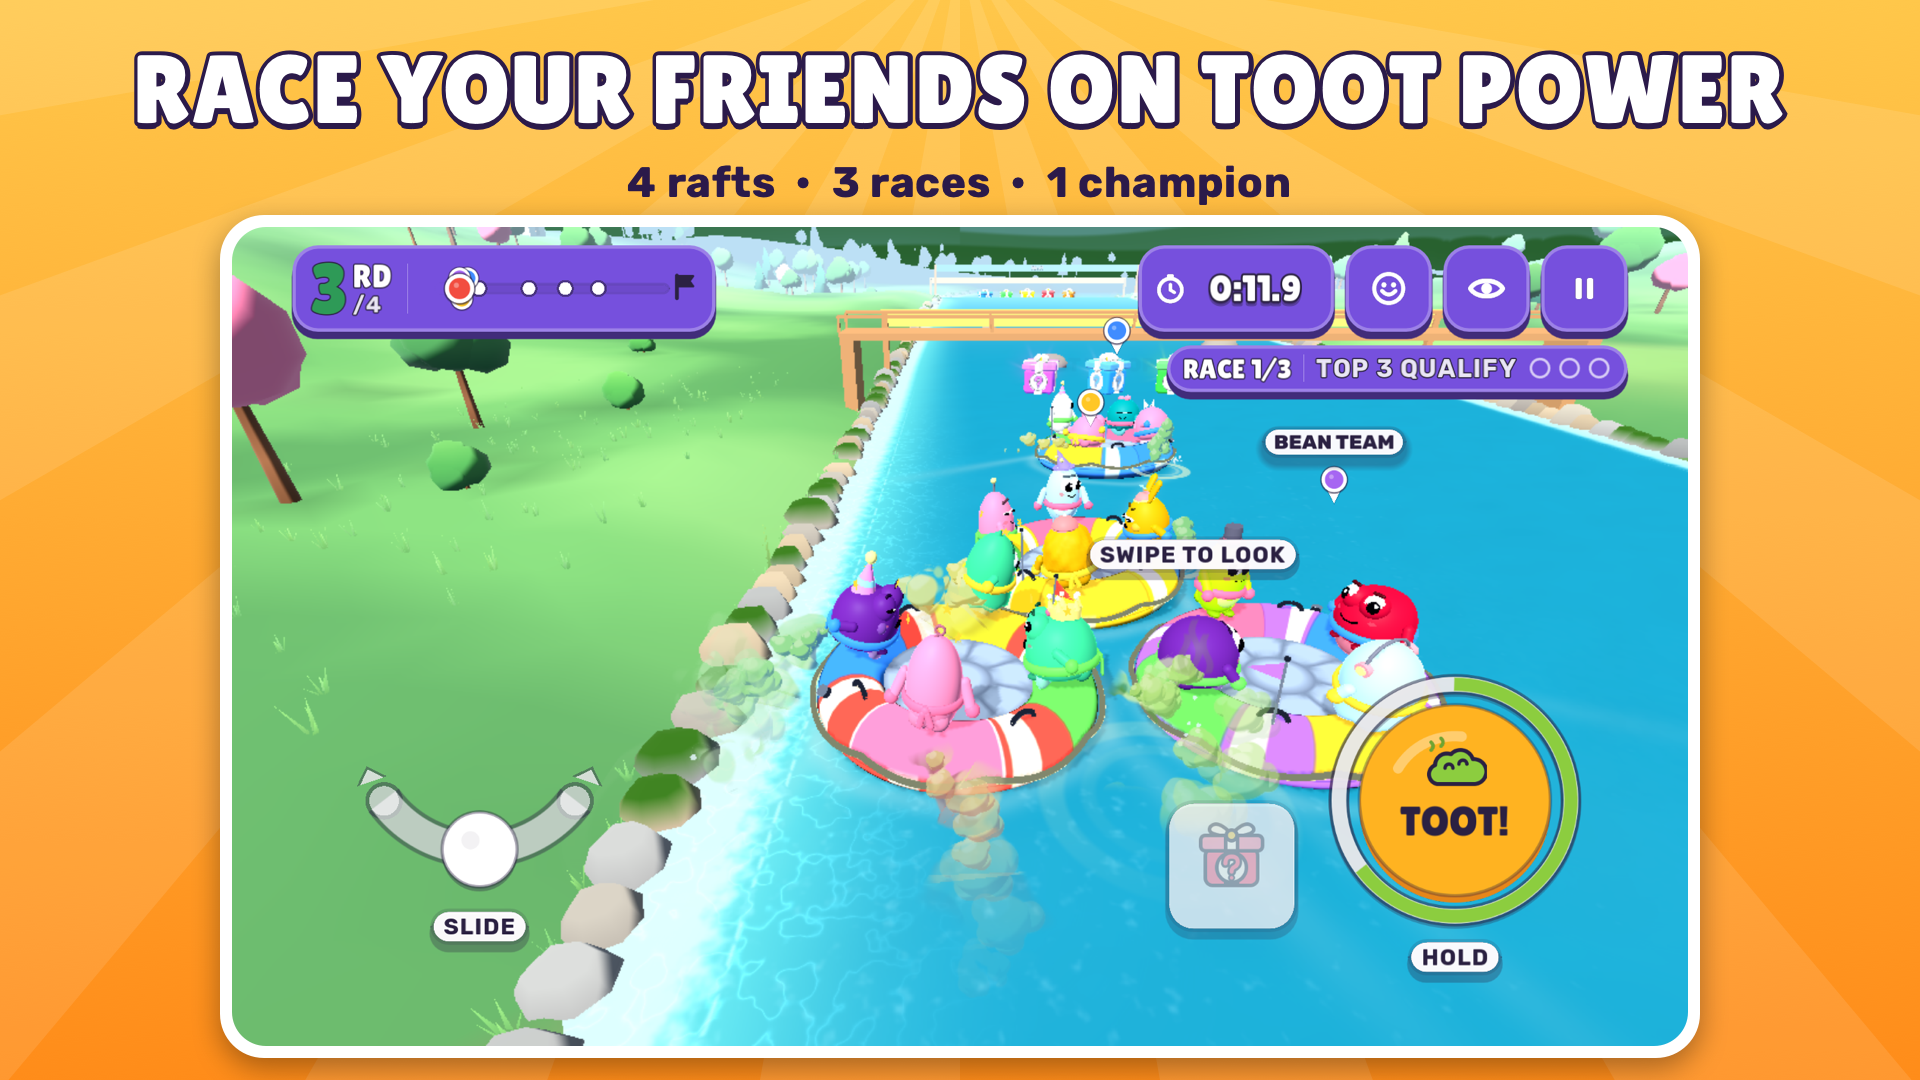 RACE YOUR FRIENDS ON TOOT POWER
4 rafts • 3 races • 1 champion
3RD /4
0:11.9
RACE 1/3 TOP 3 QUALIFY
BEAN TEAM
SWIPE TO LOOK
?
TOOT!
SLIDE
HOLD